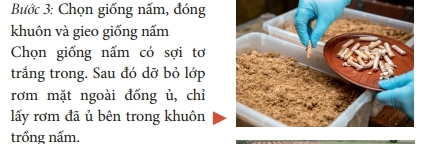 Bước 3: Chọn giống nấm, đóng
khuôn và gieo giống nấm
Chọn giống nấm có sợi tơ
trắng trong. Sau đó dỡ bỏ lớp
rơm mặt ngoài đống ủ, chỉ
lấy rơm đã ủ bên trong khuôn
trồng nấm.